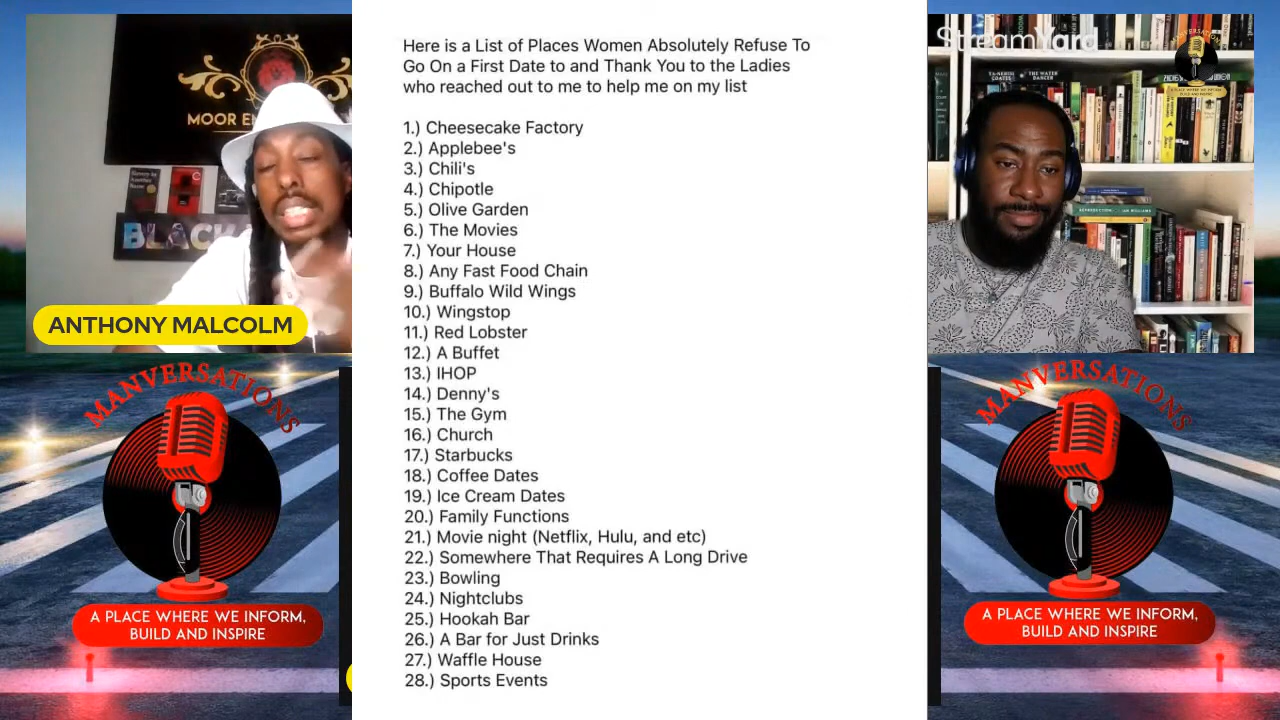 MOOR
BLACK
ANTHONY MALCOLM
Here is a List of Places Women Absolutely Refuse To
Go On a First Date to and Thank You to the Ladies
who reached out to me to help me on my list
1.) Cheesecake Factory
2.) Applebee's
3.) Chili's
4.) Chipotle
5.) Olive Garden
6.) The Movies
7.) Your House
8.) Any Fast Food Chain
9.) Buffalo Wild Wings
10.) Wingstop
11.) Red Lobster
12.) A Buffet
13.) IHOP
14.) Denny's
15.) The Gym
16.) Church
17.) Starbucks
18.) Coffee Dates
19.) Ice Cream Dates
20.) Family Functions
21.) Movie night (Netflix, Hulu, and etc)
22.) Somewhere That Requires A Long Drive
23.) Bowling
24.) Nightclubs
25.) Hookah Bar
26.) A Bar for Just Drinks
27.) Waffle House
28.) Sports Events
StreamYard
THE WATER
DANCER
MANVERSATIONS
A PLACE WHERE WE INFORM,
BUILD AND INSPIRE
MANVERSATIONS
A PLACE WHERE WE INFORM,
BUILD AND INSPIRE